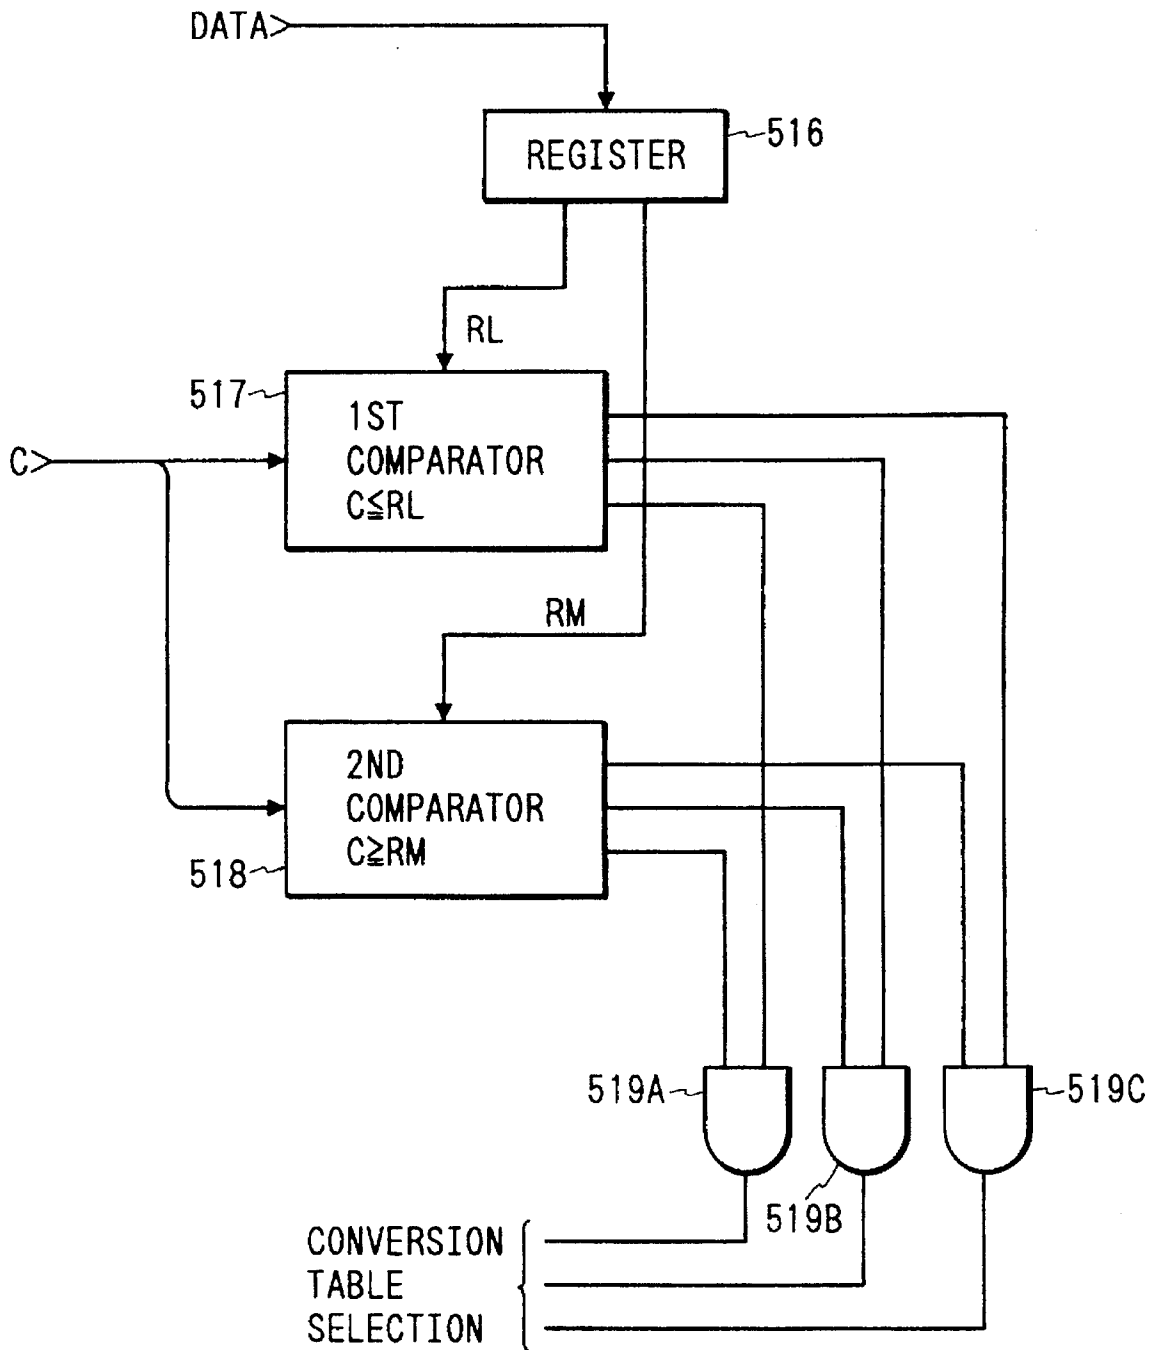 DATA
REGISTER
516
RL
517
1ST
COMPARATOR
C≦RL
C
RM
2ND
COMPARATOR
C≧RM
518
519A
519C
519B
CONVERSION
TABLE
SELECTION